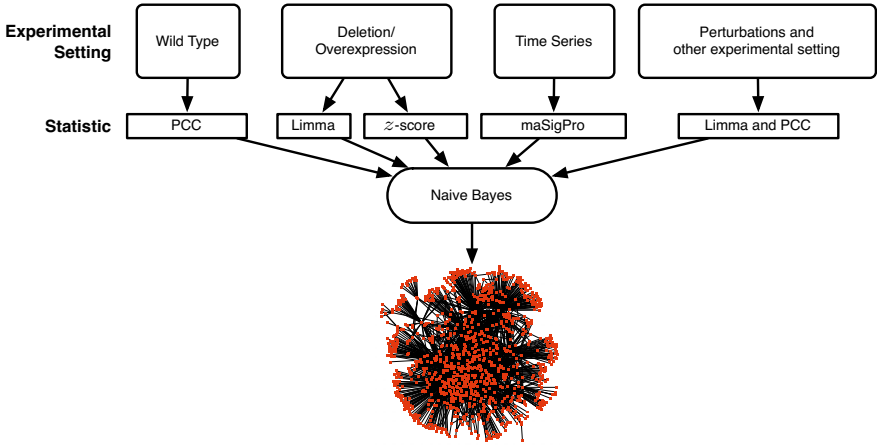 Experimental
Setting
Wild Type
Deletion/
Overexpression
Time Series
Perturbations and
other experimental setting
Statistic
PCC
Limma
z-score
maSigPro
Limma and PCC
Naive Bayes